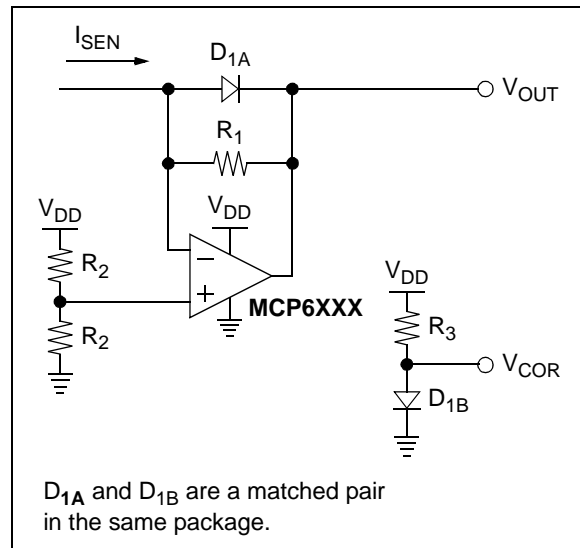 I_SEN
D_1A
V_OUT
R_1
V_DD
V_DD
R_2
−
+
MCP6XXX
V_DD
R_2
R_3
V_COR
D_1B
D_1A and D_1B are a matched pair
in the same package.